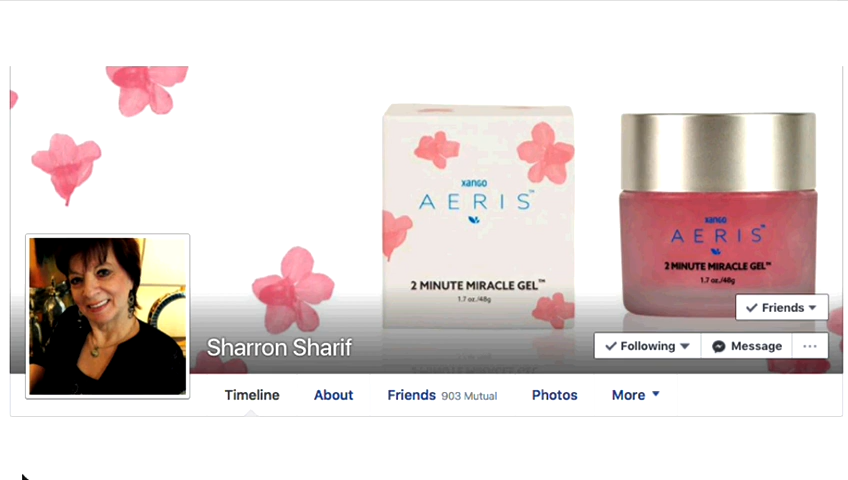 xango
AERIS™
2 MINUTE MIRACLE GEL™
1.7 oz./48g
xango
AERIS™
2 MINUTE MIRACLE GEL™
1.7 oz./48g
Friends
Sharron Sharif
Following
Message
Timeline
About
Friends 903 Mutual
Photos
More